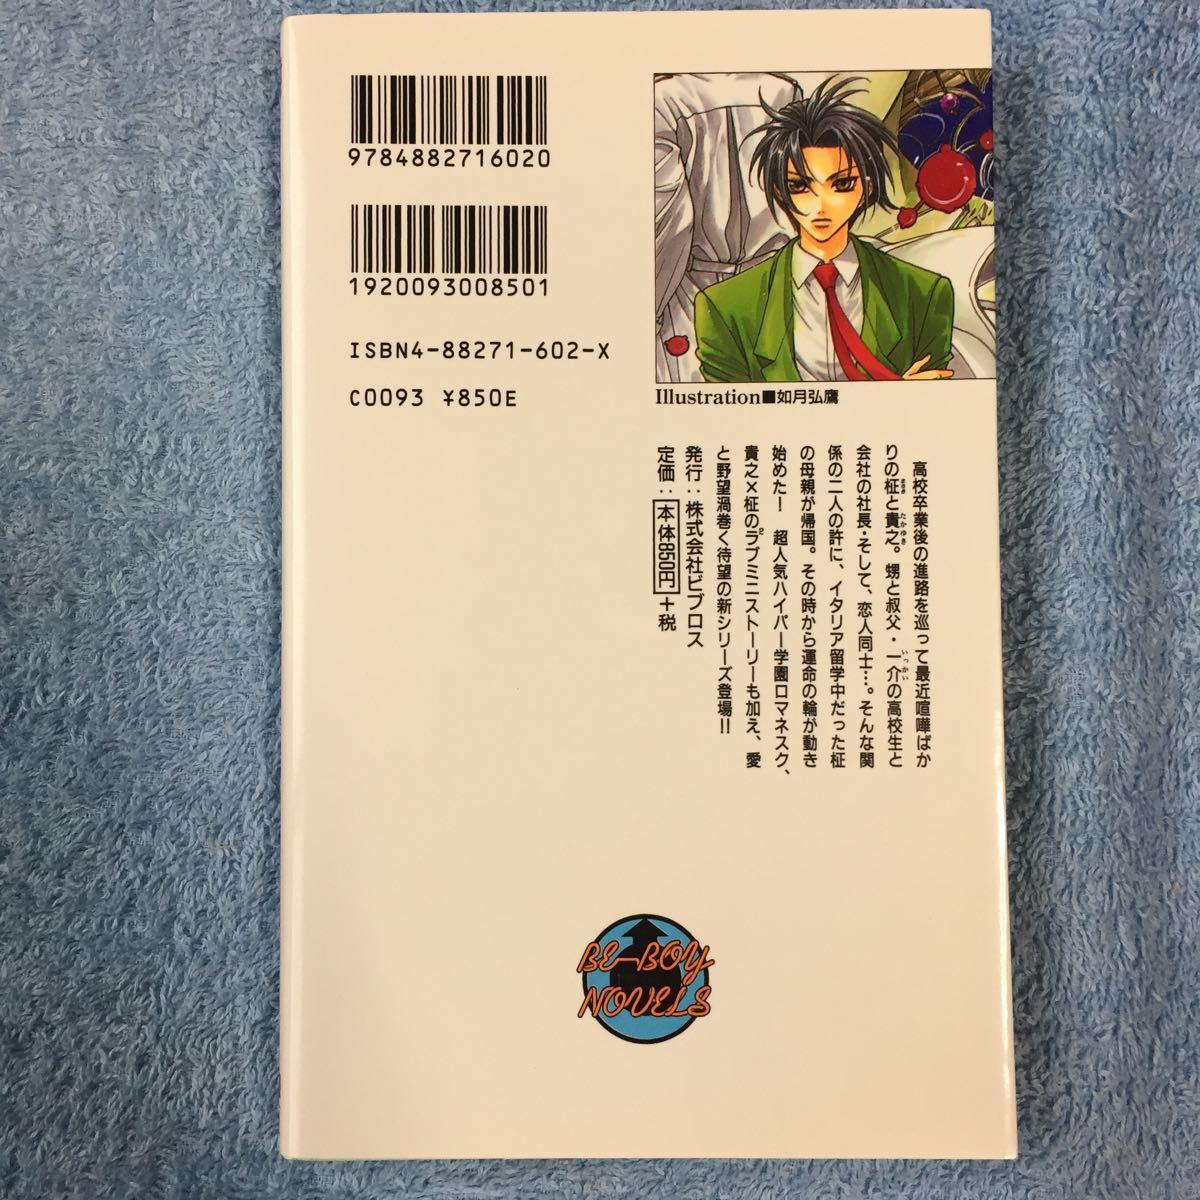 9784882716020
1920093008501
ISBN4-88271-602-X
C0093 ¥850E
Illustration■如月弘鷹
高校卒業後の進路を巡って最近喧嘩ばか
りの柾と貴之。甥と叔父・一介の高校生と
会社の社長・そして、恋人同士…。そんな関
係の二人の許に、イタリア留学中だった柾
の母親が帰国。その時から運命の輪が動き
始めた！ 超人気ハイパー学園ロマネスク、
貴之×柾のラブミニストーリーも加え、愛
と野望渦巻く待望の新シリーズ登場!!
発行：株式会社ビブロス
定価：本体850円＋税
BE-BOY
NOVELS